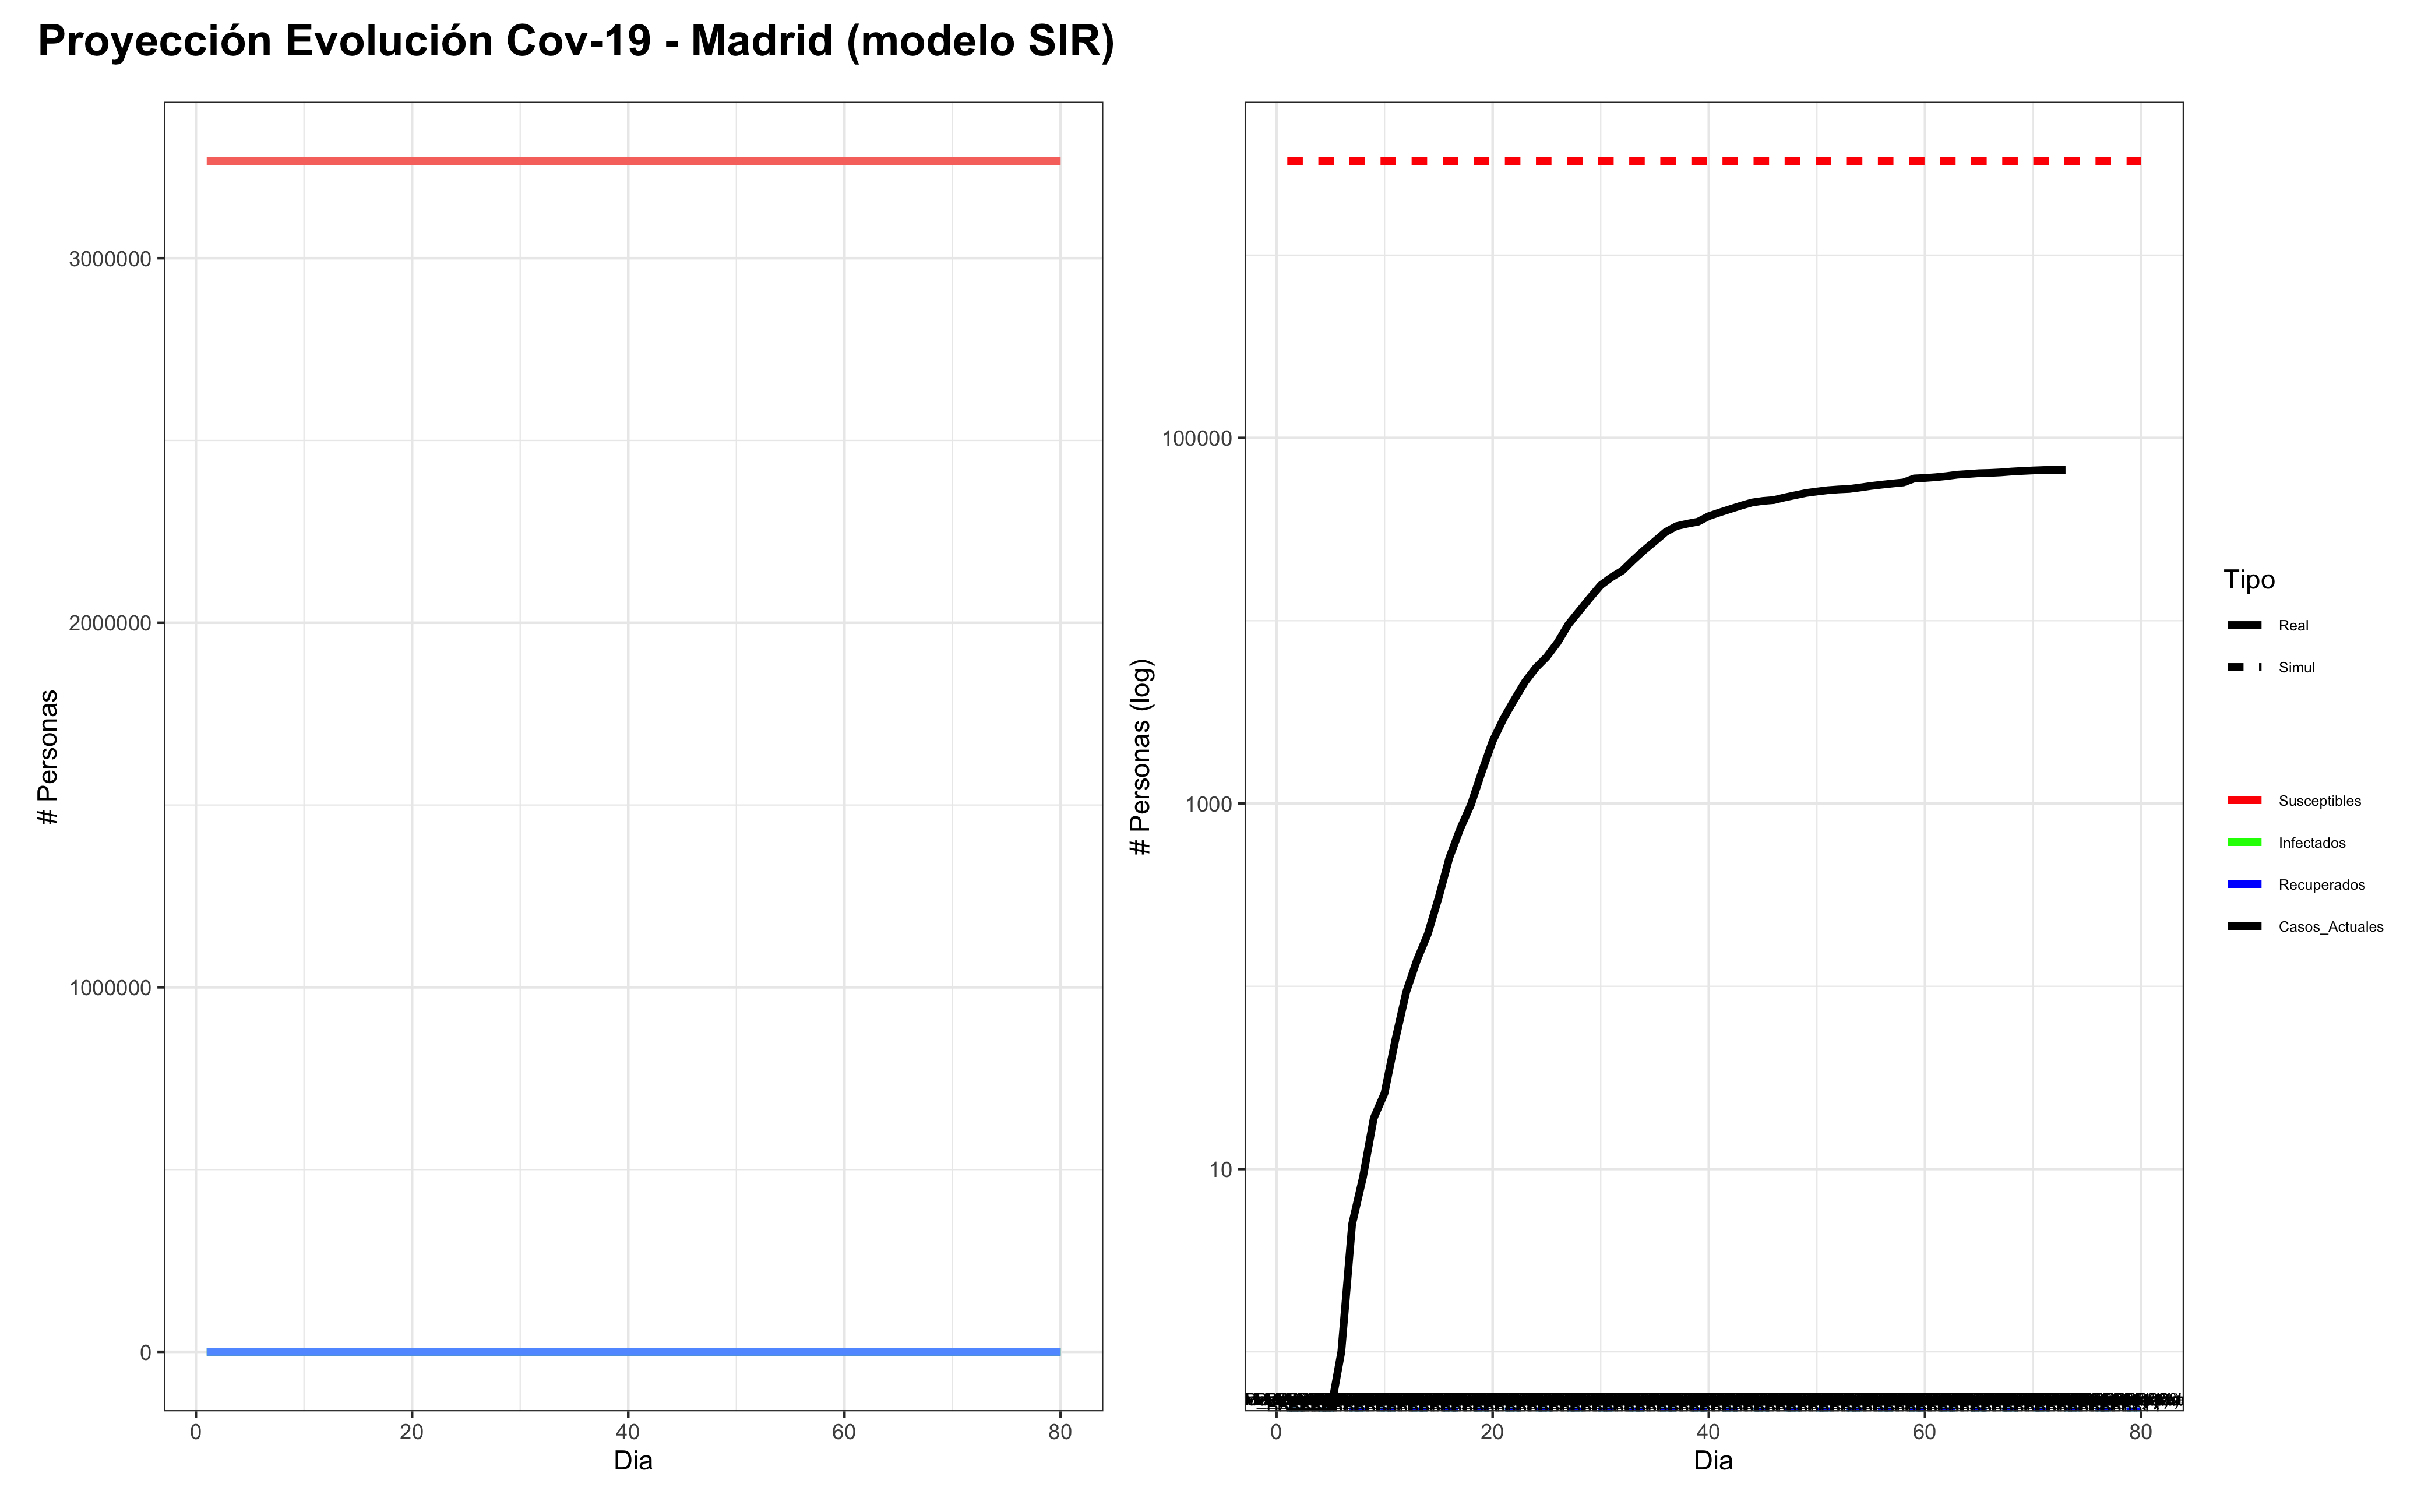 Proyección Evolución Cov-19 - Madrid (modelo SIR)
# Personas
3000000
2000000
1000000
0
0 20 40 60 80
Dia
# Personas (log)
100000
1000
10
0 20 40 60 80
Dia
Tipo
Real
Simul
Susceptibles
Infectados
Recuperados
Casos_Actuales